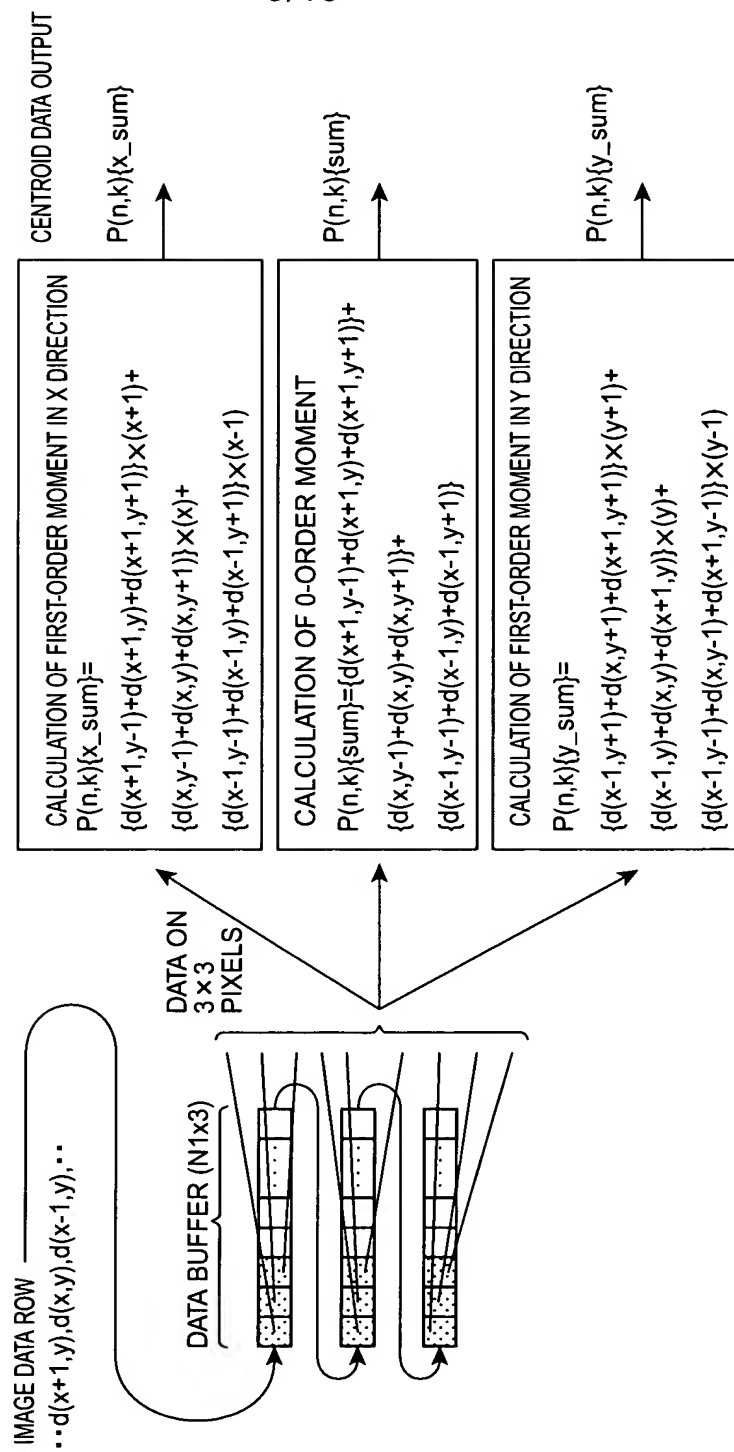 IMAGE DATA ROW
··d(x+1,y),d(x,y),d(x-1,y),··
DATA BUFFER (N1x3)
DATA ON
3×3
PIXELS
CALCULATION OF FIRST-ORDER MOMENT IN X DIRECTION
P(n,k){x_sum}=
{d(x+1,y-1)+d(x+1,y)+d(x+1,y+1)}×(x+1)+
{d(x,y-1)+d(x,y)+d(x,y+1)}×(x)+
{d(x-1,y-1)+d(x-1,y)+d(x-1,y+1)}×(x-1)
CALCULATION OF 0-ORDER MOMENT
P(n,k){sum}={d(x+1,y-1)+d(x+1,y)+d(x+1,y+1)}+
{d(x,y-1)+d(x,y)+d(x,y+1)}+
{d(x-1,y-1)+d(x-1,y)+d(x-1,y+1)}
CALCULATION OF FIRST-ORDER MOMENT IN Y DIRECTION
P(n,k){y_sum}=
{d(x-1,y+1)+d(x,y+1)+d(x+1,y+1)}×(y+1)+
{d(x-1,y)+d(x,y)+d(x+1,y)}×(y)+
{d(x-1,y-1)+d(x,y-1)+d(x+1,y-1)}×(y-1)
CENTROID DATA OUTPUT
P(n,k){x_sum}
P(n,k){sum}
P(n,k){y_sum}